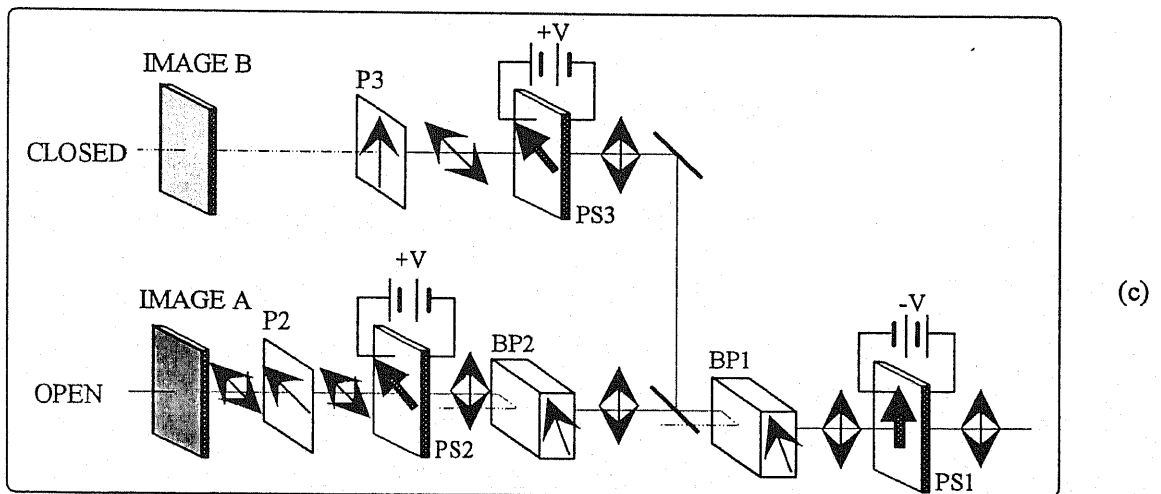 +V
IMAGE B
P3
CLOSED
PS3
+V
IMAGE A
P2
-V
(c)
BP2
BP1
OPEN
PS2
PS1